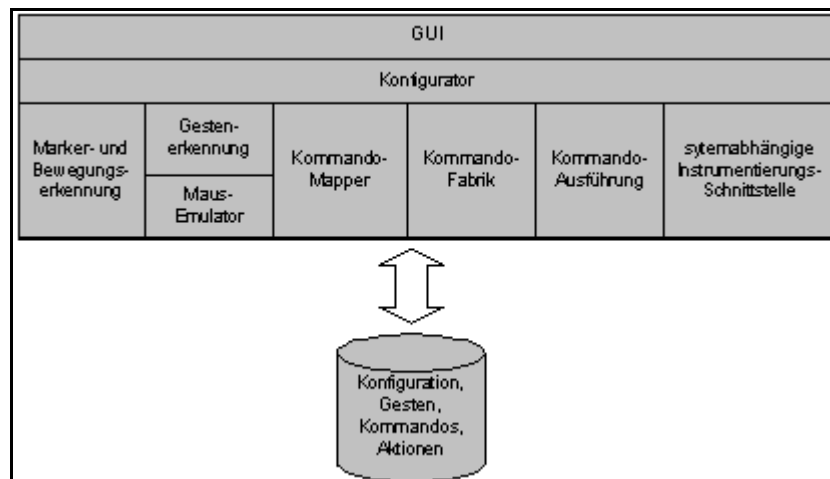 GUI
Konfigurator
Marker- und
Bewegungs-
erkennung
Gesten-
erkennung
Maus-
Emulator
Kommando-
Mapper
Kommando-
Fabrik
Kommando-
Ausführung
sytemabhängige
Instrumentierungs-
Schnittstelle
Konfiguration,
Gesten,
Kommandos,
Aktionen